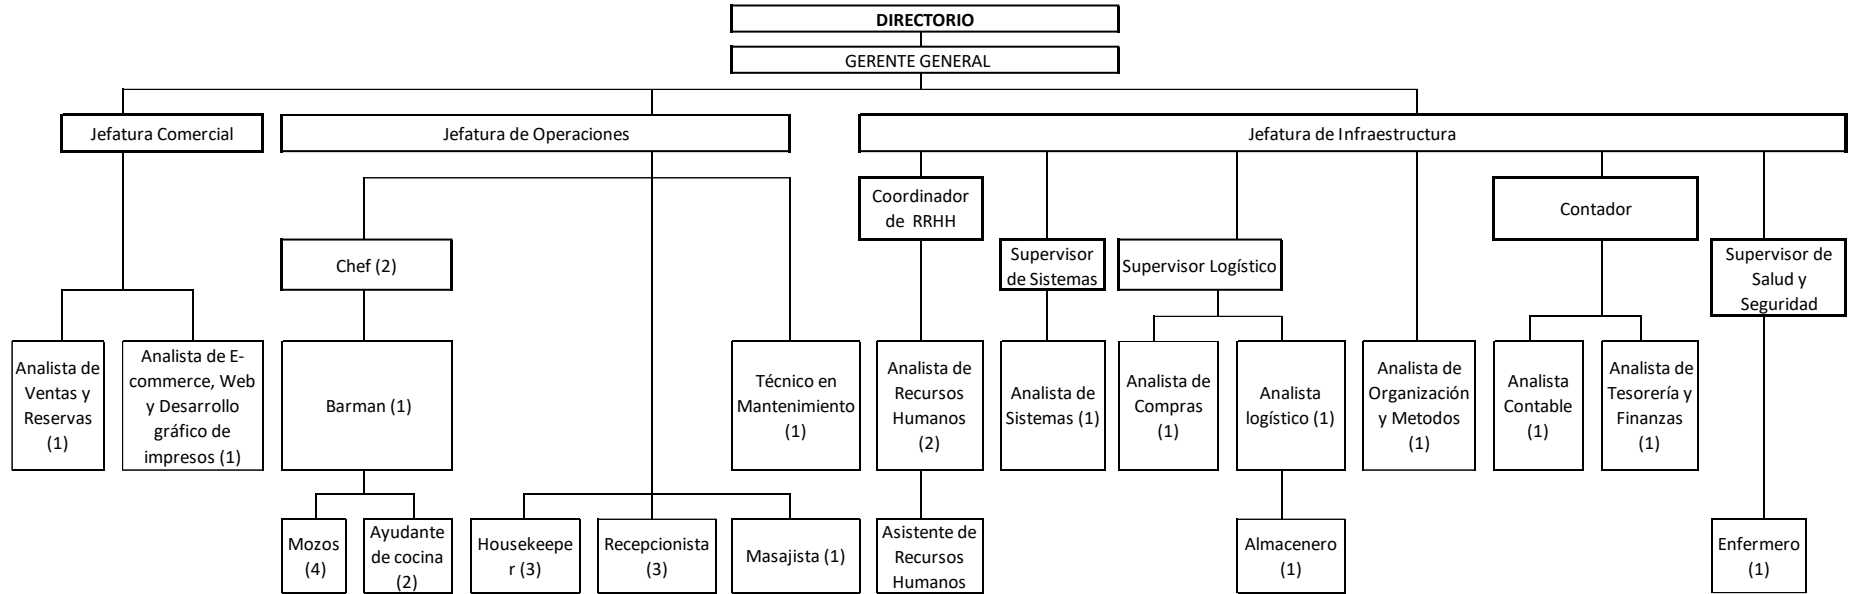 DIRECTORIO
GERENTE GENERAL
Jefatura Comercial
Jefatura de Operaciones
Jefatura de Infraestructura
Coordinador
de RRHH
Contador
Chef (2)
Supervisor
de Sistemas
Supervisor Logístico
Supervisor de
Salud y
Seguridad
Analista de
Ventas y
Reservas
(1)
Analista de E-
commerce, Web
y Desarrollo
gráfico de
impresos (1)
Barman (1)
Técnico en
Mantenimiento
(1)
Analista de
Recursos
Humanos
(2)
Analista de
Sistemas (1)
Analista de
Compras
(1)
Analista
logístico (1)
Analista de
Organización
y Metodos
(1)
Analista
Contable
(1)
Analista de
Tesorería y
Finanzas
(1)
Mozos
(4)
Ayudante
de cocina
(2)
Housekeepe
r (3)
Recepcionista
(3)
Masajista (1)
Asistente de
Recursos
Humanos
Almacenero
(1)
Enfermero
(1)